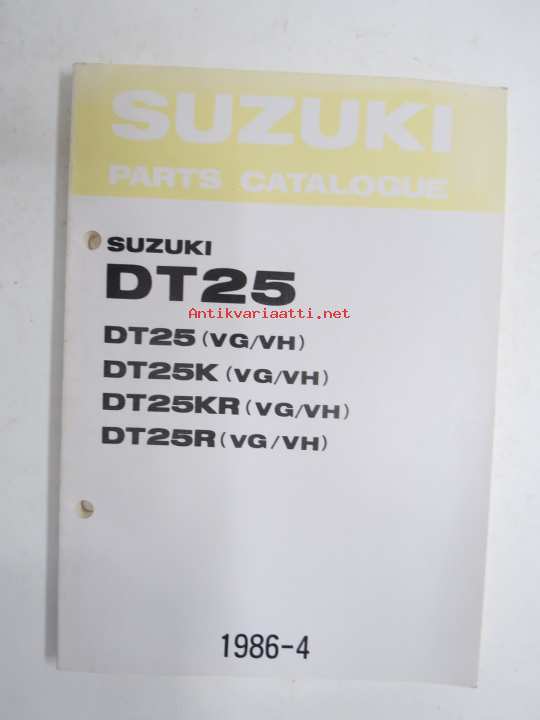 SUZUKI
PARTS CATALOGUE
SUZUKI
DT25
Antikvariaatti.net
DT25 (VG/VH)
DT25K (VG/VH)
DT25KR (VG/VH)
DT25R (VG/VH)
1986-4